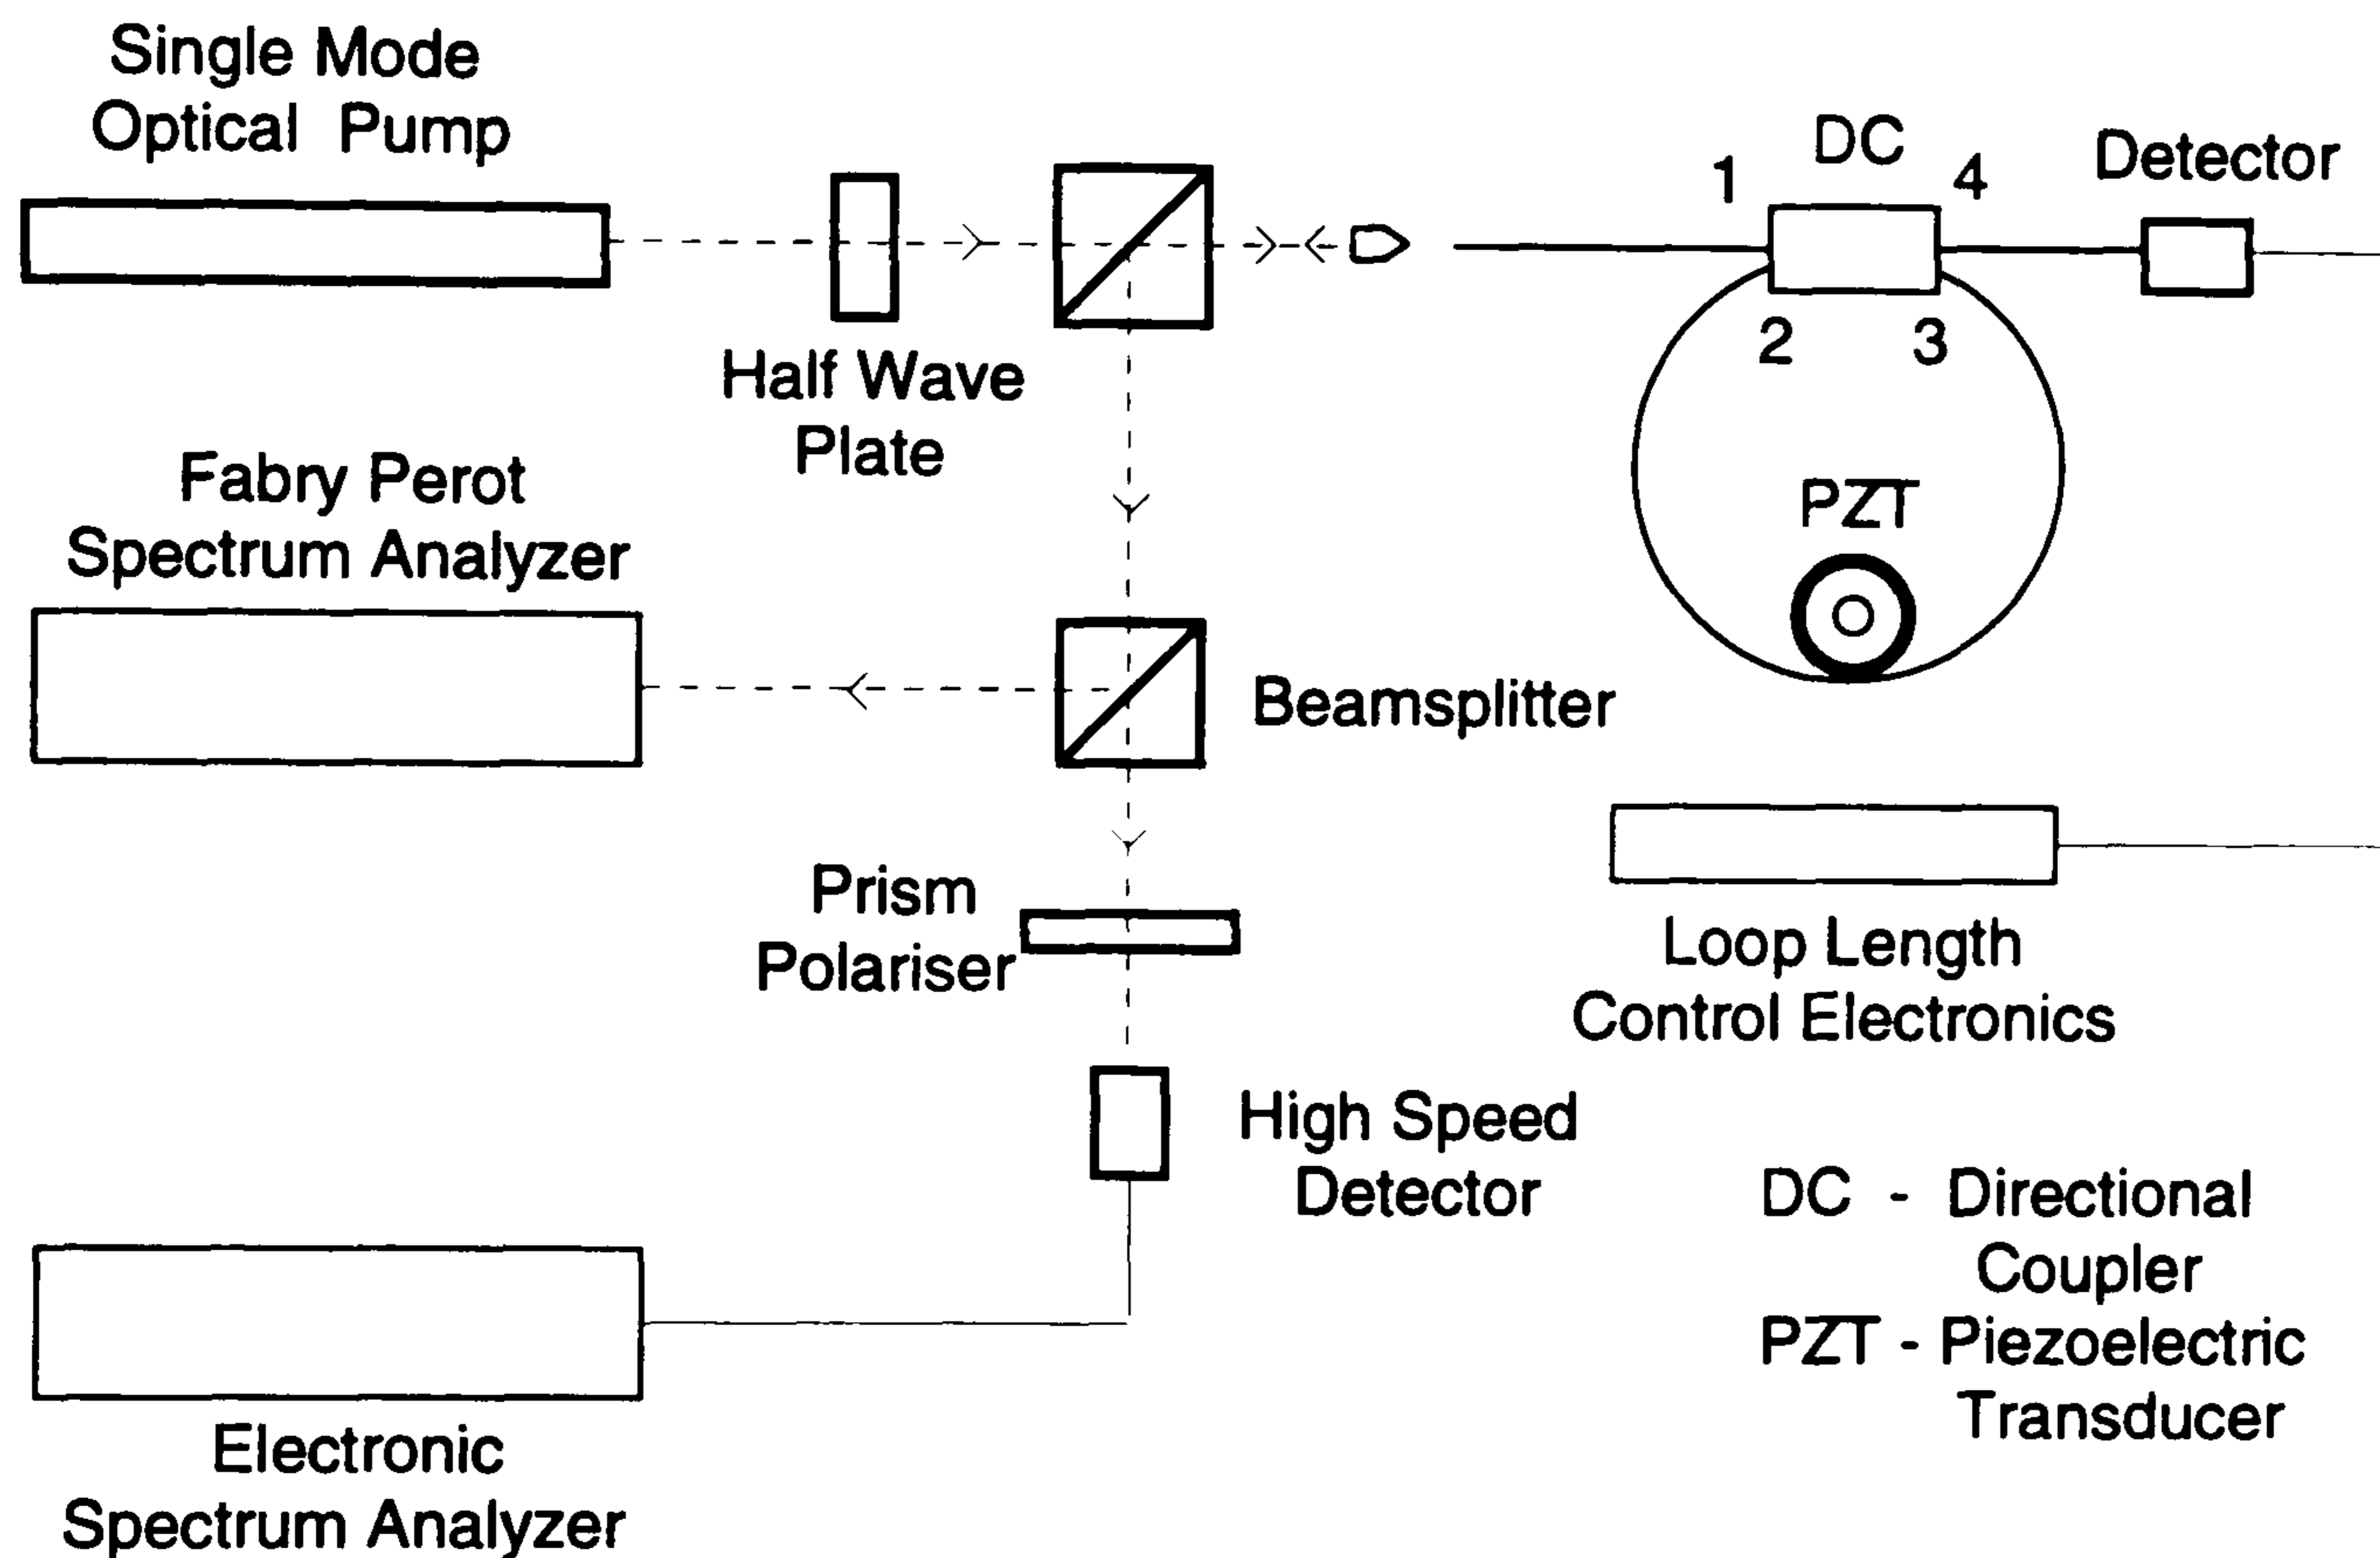 Single Mode
Optical Pump
DC
1
4
Detector
Half Wave
Plate
2
3
Fabry Perot
Spectrum Analyzer
PZT
Beamsplitter
Prism
Polariser
Loop Length
Control Electronics
High Speed
Detector
DC - Directional
Coupler
PZT - Piezoelectric
Transducer
Electronic
Spectrum Analyzer